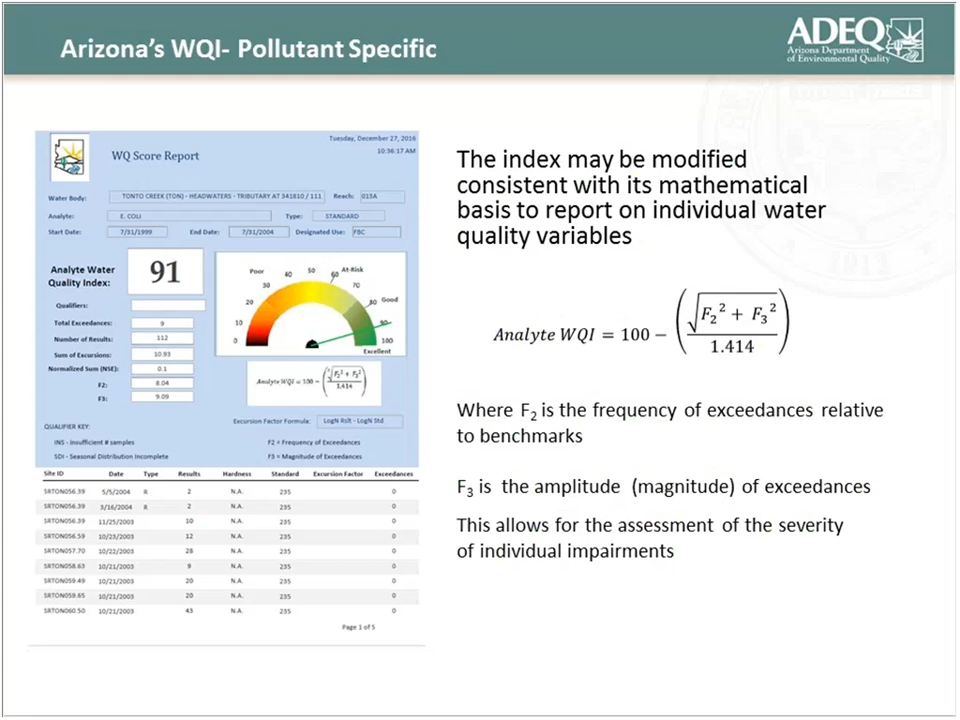 Arizona's WQI- Pollutant Specific
ADEQ
Arizona Department
of Environmental Quality
Tuesday, December 27, 2016
10:36:17 AM
WQ Score Report
Water Body: TONTO CREEK (TON) - HEADWATERS - TRIBUTARY AT 341810 / 111 Reach: 013A
Analyte: E. COLI Type: STANDARD
Start Date: 7/31/1999 End Date: 7/31/2004 Designated Use: FBC
Analyte Water
Quality Index:
91
Qualifiers:
Total Exceedances: 9
Number of Results: 112
Sum of Excursions: 10.93
Normalized Sum (NSE): 0.1
F2: 8.04
F3: 9.09
Poor At-Risk Good Excellent
0 10 20 30 40 50 60 70 80 90 100
Analyte WQI = 100 - (√F₂² + F₃² / 1.414)
Excursion Factor Formula: LogN Rslt - LogN Std
QUALIFIER KEY:
INS - Insufficient # samples F2 = Frequency of Exceedances
SDI - Seasonal Distribution Incomplete F3 = Magnitude of Exceedances
Site ID Date Type Results Hardness Standard Excursion Factor Exceedances
SRTON056.39 5/5/2004 R 2 N.A. 235 0
SRTON056.39 3/16/2004 R 2 N.A. 235 0
SRTON056.39 11/25/2003 10 N.A. 235 0
SRTON056.59 10/23/2003 12 N.A. 235 0
SRTON057.70 10/22/2003 28 N.A. 235 0
SRTON058.63 10/21/2003 9 N.A. 235 0
SRTON059.49 10/21/2003 20 N.A. 235 0
SRTON059.65 10/21/2003 20 N.A. 235 0
SRTON060.50 10/21/2003 43 N.A. 235 0
Page 1 of 5
The index may be modified
consistent with its mathematical
basis to report on individual water
quality variables
Analyte WQI = 100 − (√F₂² + F₃² / 1.414)
Where F₂ is the frequency of exceedances relative
to benchmarks
F₃ is the amplitude (magnitude) of exceedances
This allows for the assessment of the severity
of individual impairments